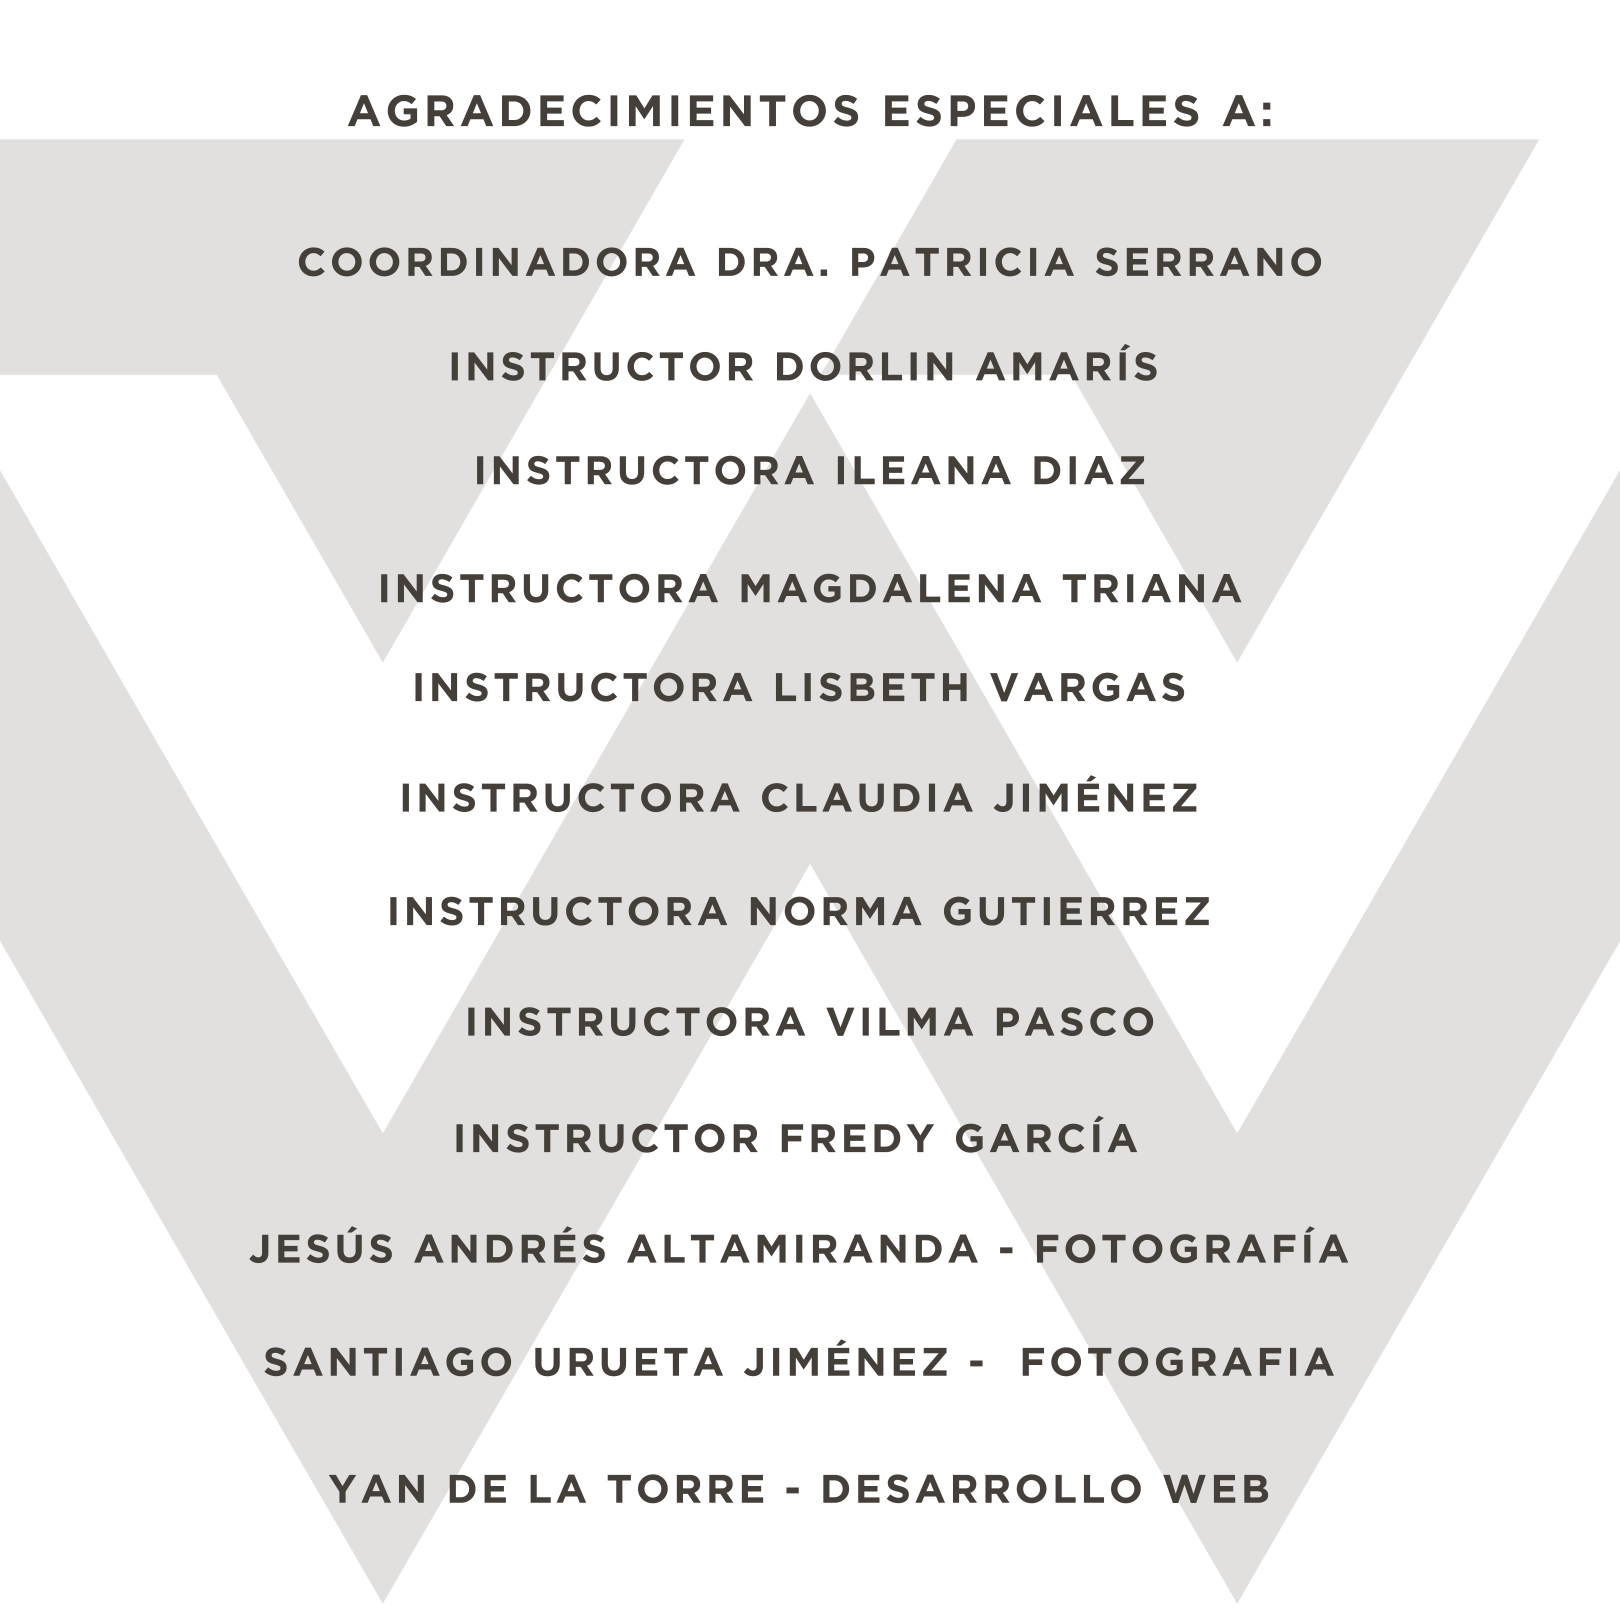 AGRADECIMIENTOS ESPECIALES A:
COORDINADORA DRA. PATRICIA SERRANO
INSTRUCTOR DORLIN AMARÍS
INSTRUCTORA ILEANA DIAZ
INSTRUCTORA MAGDALENA TRIANA
INSTRUCTORA LISBETH VARGAS
INSTRUCTORA CLAUDIA JIMÉNEZ
INSTRUCTORA NORMA GUTIERREZ
INSTRUCTORA VILMA PASCO
INSTRUCTOR FREDY GARCÍA
JESÚS ANDRÉS ALTAMIRANDA - FOTOGRAFÍA
SANTIAGO URUETA JIMÉNEZ -  FOTOGRAFIA
YAN DE LA TORRE - DESARROLLO WEB